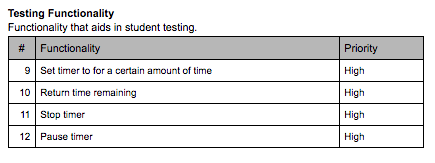 Testing Functionality
Functionality that aids in student testing.
# Functionality Priority
9 Set timer to for a certain amount of time High
10 Return time remaining High
11 Stop timer High
12 Pause timer High